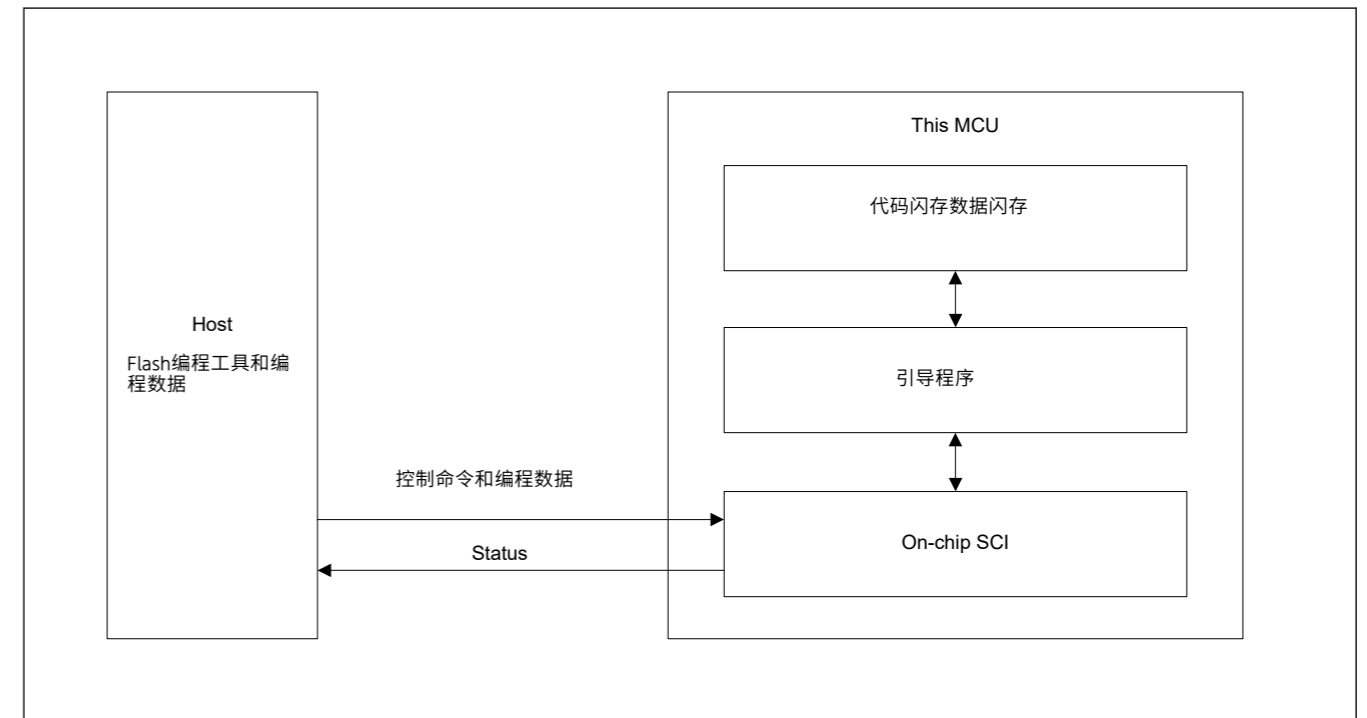 This MCU
代码闪存数据闪存
Host
Flash编程工具和编
程数据
引导程序
控制命令和编程数据
Status
On-chip SCI